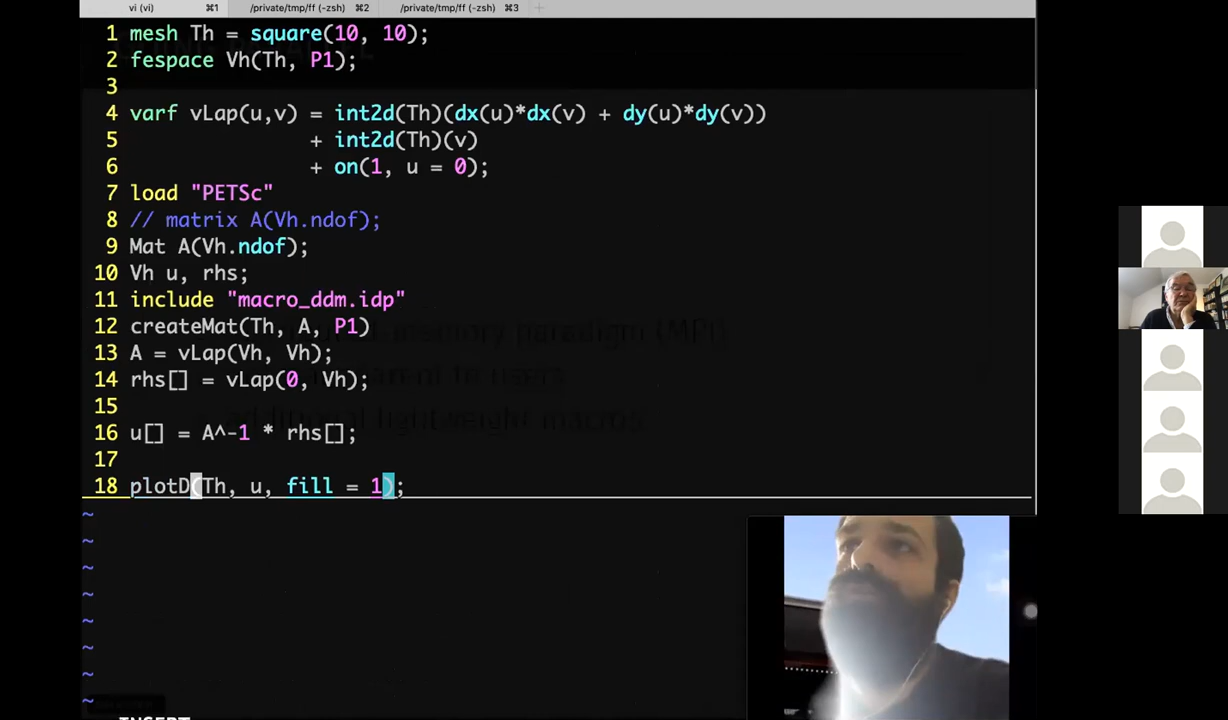 vi (vi) ⌘1 /private/tmp/ff (-zsh) ⌘2 /private/tmp/ff (-zsh) ⌘3 +
1 mesh Th = square(10, 10);
2 fespace Vh(Th, P1);
3
4 varf vLap(u,v) = int2d(Th)(dx(u)*dx(v) + dy(u)*dy(v))
5 + int2d(Th)(v)
6 + on(1, u = 0);
7 load "PETSc"
8 // matrix A(Vh.ndof);
9 Mat A(Vh.ndof);
10 Vh u, rhs;
11 include "macro_ddm.idp"
12 createMat(Th, A, P1)
13 A = vLap(Vh, Vh);
14 rhs[] = vLap(0, Vh);
15
16 u[] = A^-1 * rhs[];
17
18 plotD(Th, u, fill = 1);
~
~
~
~
~
~
~
~
INSERT